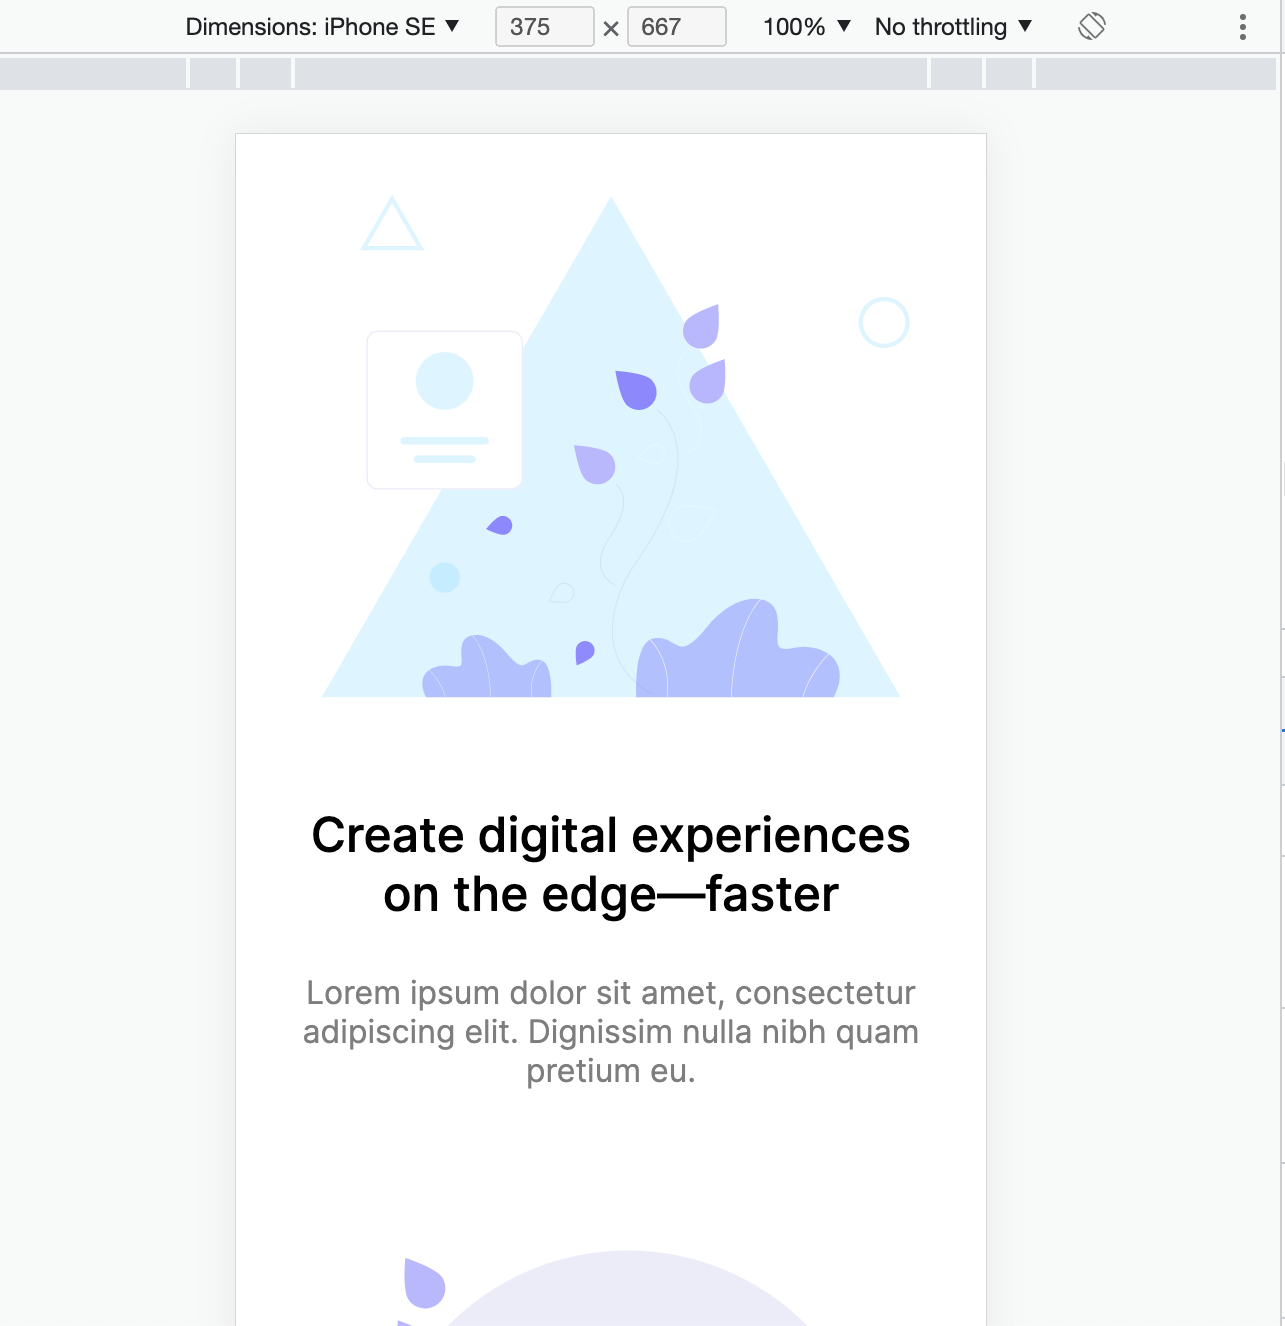 Dimensions: iPhone SE ▼ 375 × 667 100% ▼ No throttling ▼
Create digital experiences
on the edge—faster
Lorem ipsum dolor sit amet, consectetur
adipiscing elit. Dignissim nulla nibh quam
pretium eu.